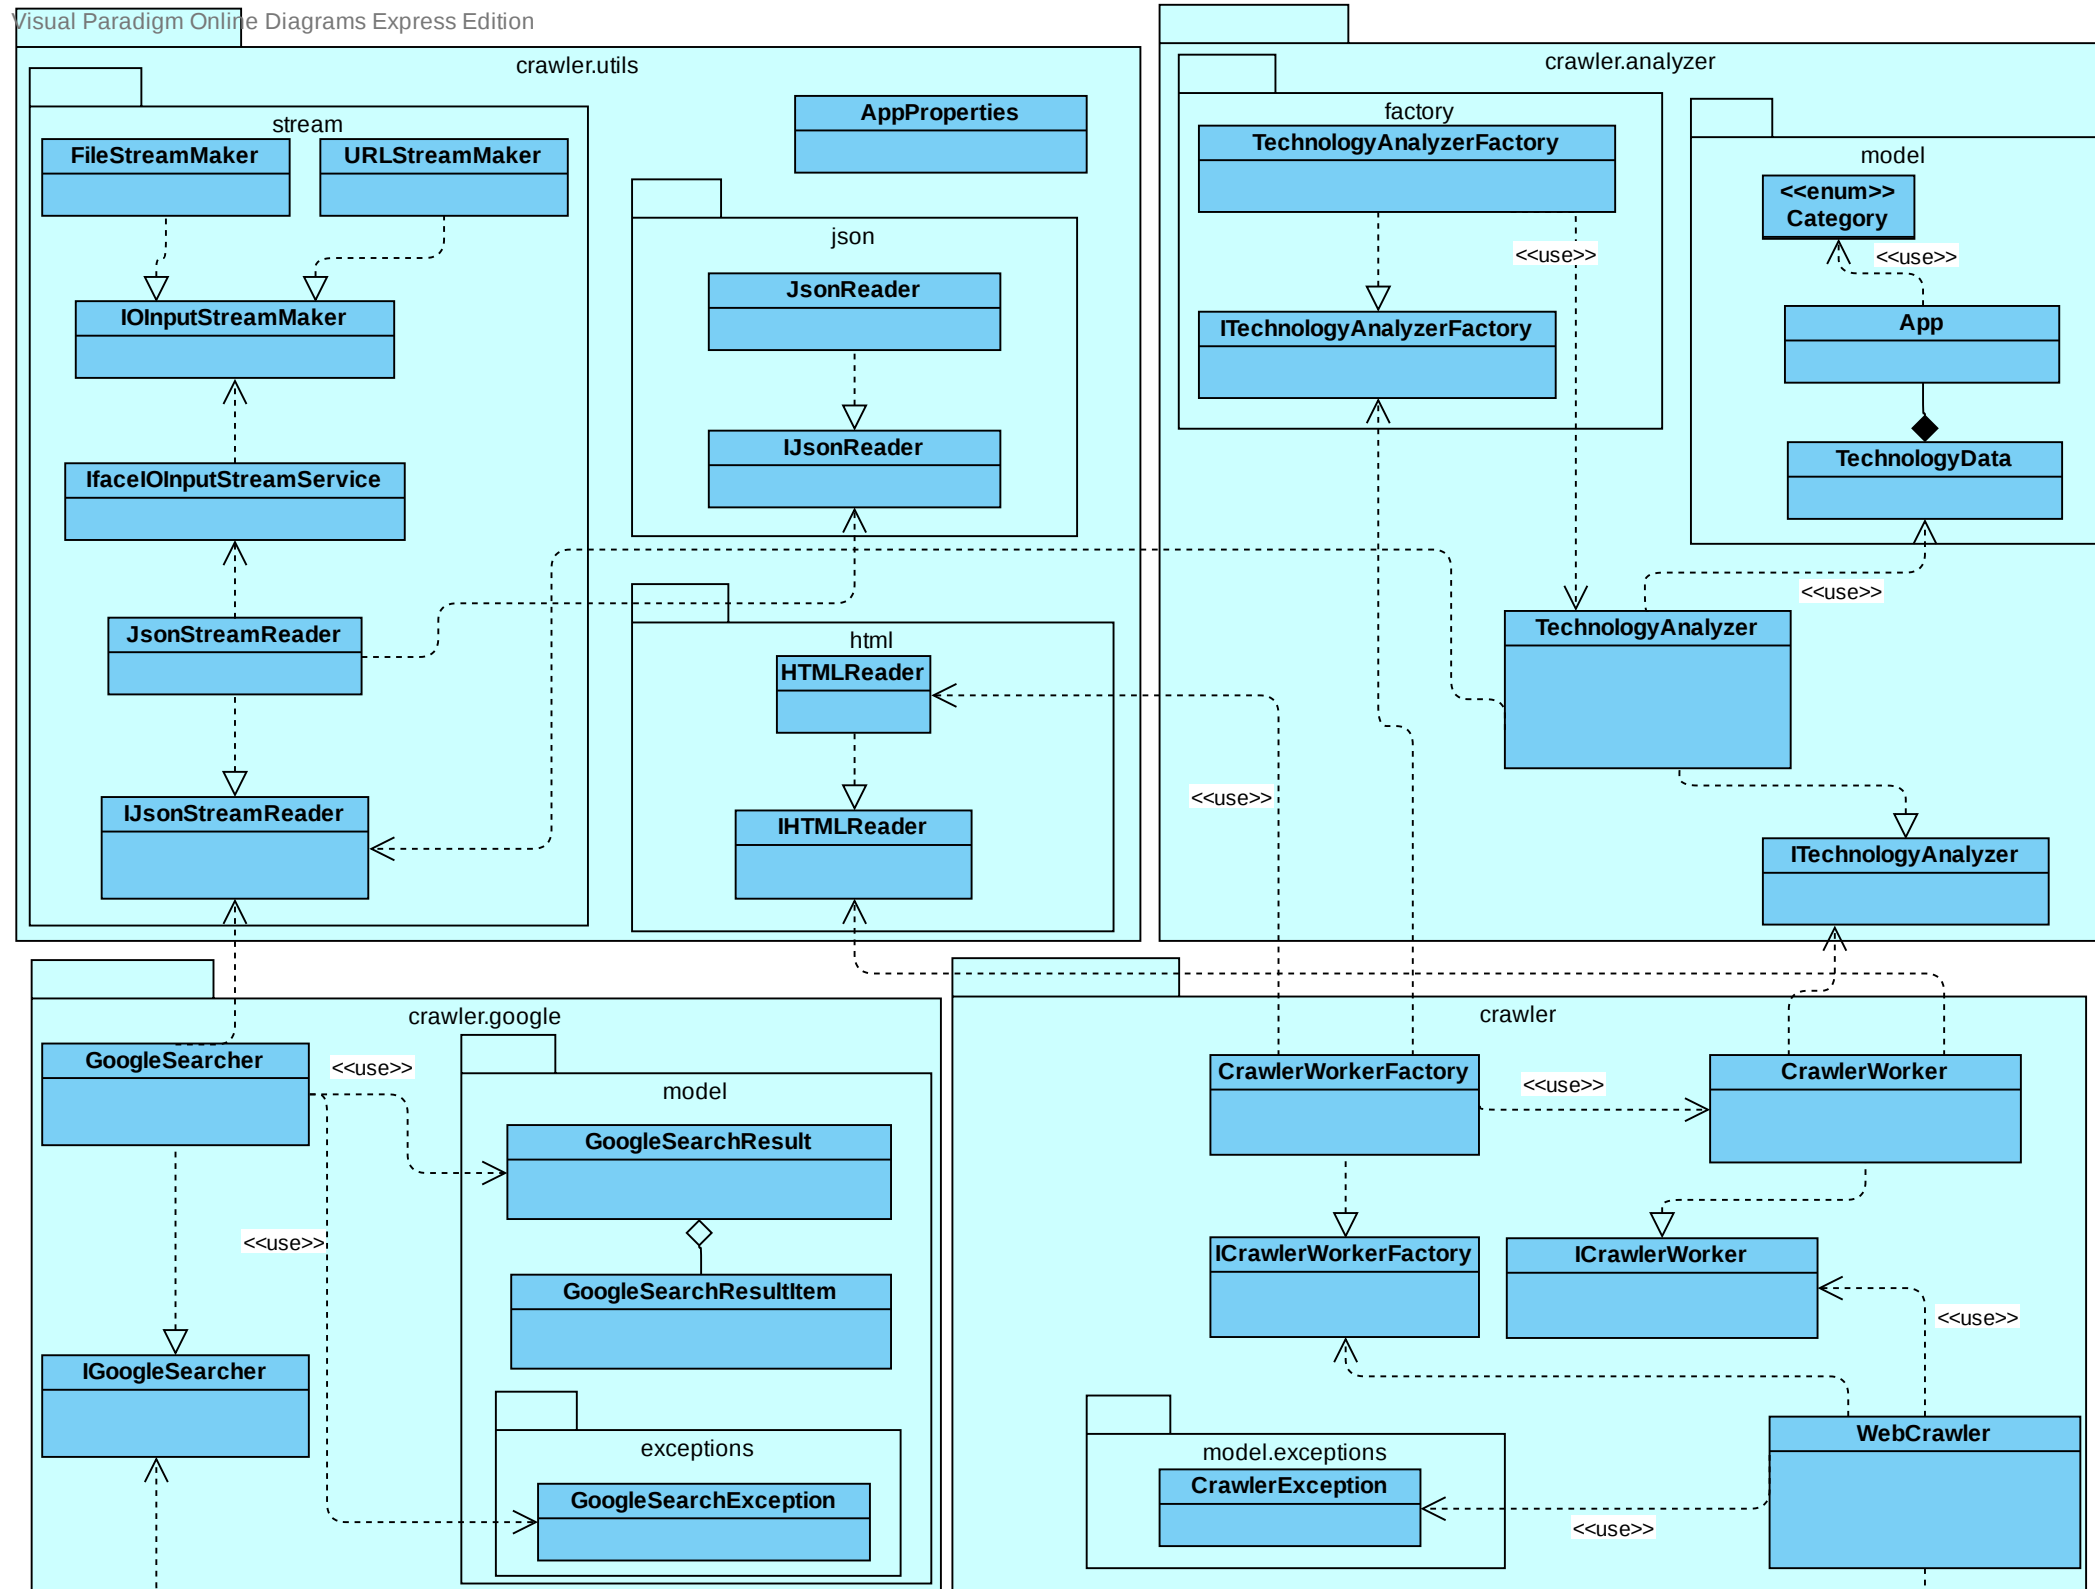 Visual Paradigm Online Diagrams Express Edition
crawler.utils
stream
FileStreamMaker
URLStreamMaker
IOInputStreamMaker
IfaceIOInputStreamService
JsonStreamReader
IJsonStreamReader
AppProperties
json
JsonReader
IJsonReader
html
HTMLReader
IHTMLReader
crawler.analyzer
factory
TechnologyAnalyzerFactory
<<use>>
ITechnologyAnalyzerFactory
model
<<enum>>
Category
<<use>>
App
TechnologyData
<<use>>
TechnologyAnalyzer
<<use>>
ITechnologyAnalyzer
crawler.google
GoogleSearcher
<<use>>
model
GoogleSearchResult
<<use>>
GoogleSearchResultItem
IGoogleSearcher
exceptions
GoogleSearchException
crawler
CrawlerWorkerFactory
<<use>>
CrawlerWorker
ICrawlerWorkerFactory
ICrawlerWorker
<<use>>
model.exceptions
CrawlerException
WebCrawler
<<use>>